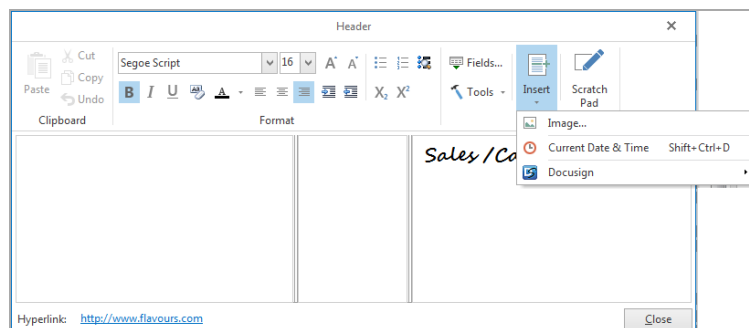 Header
Cut
Copy
Undo
Paste
Clipboard
Segoe Script
16
A A
B I U A
X₂ X²
Format
Fields...
Tools
Insert
Scratch
Pad
Image...
Current Date & Time Shift+Ctrl+D
Docusign
Sales /Ca
Hyperlink: http://www.flavours.com
Close